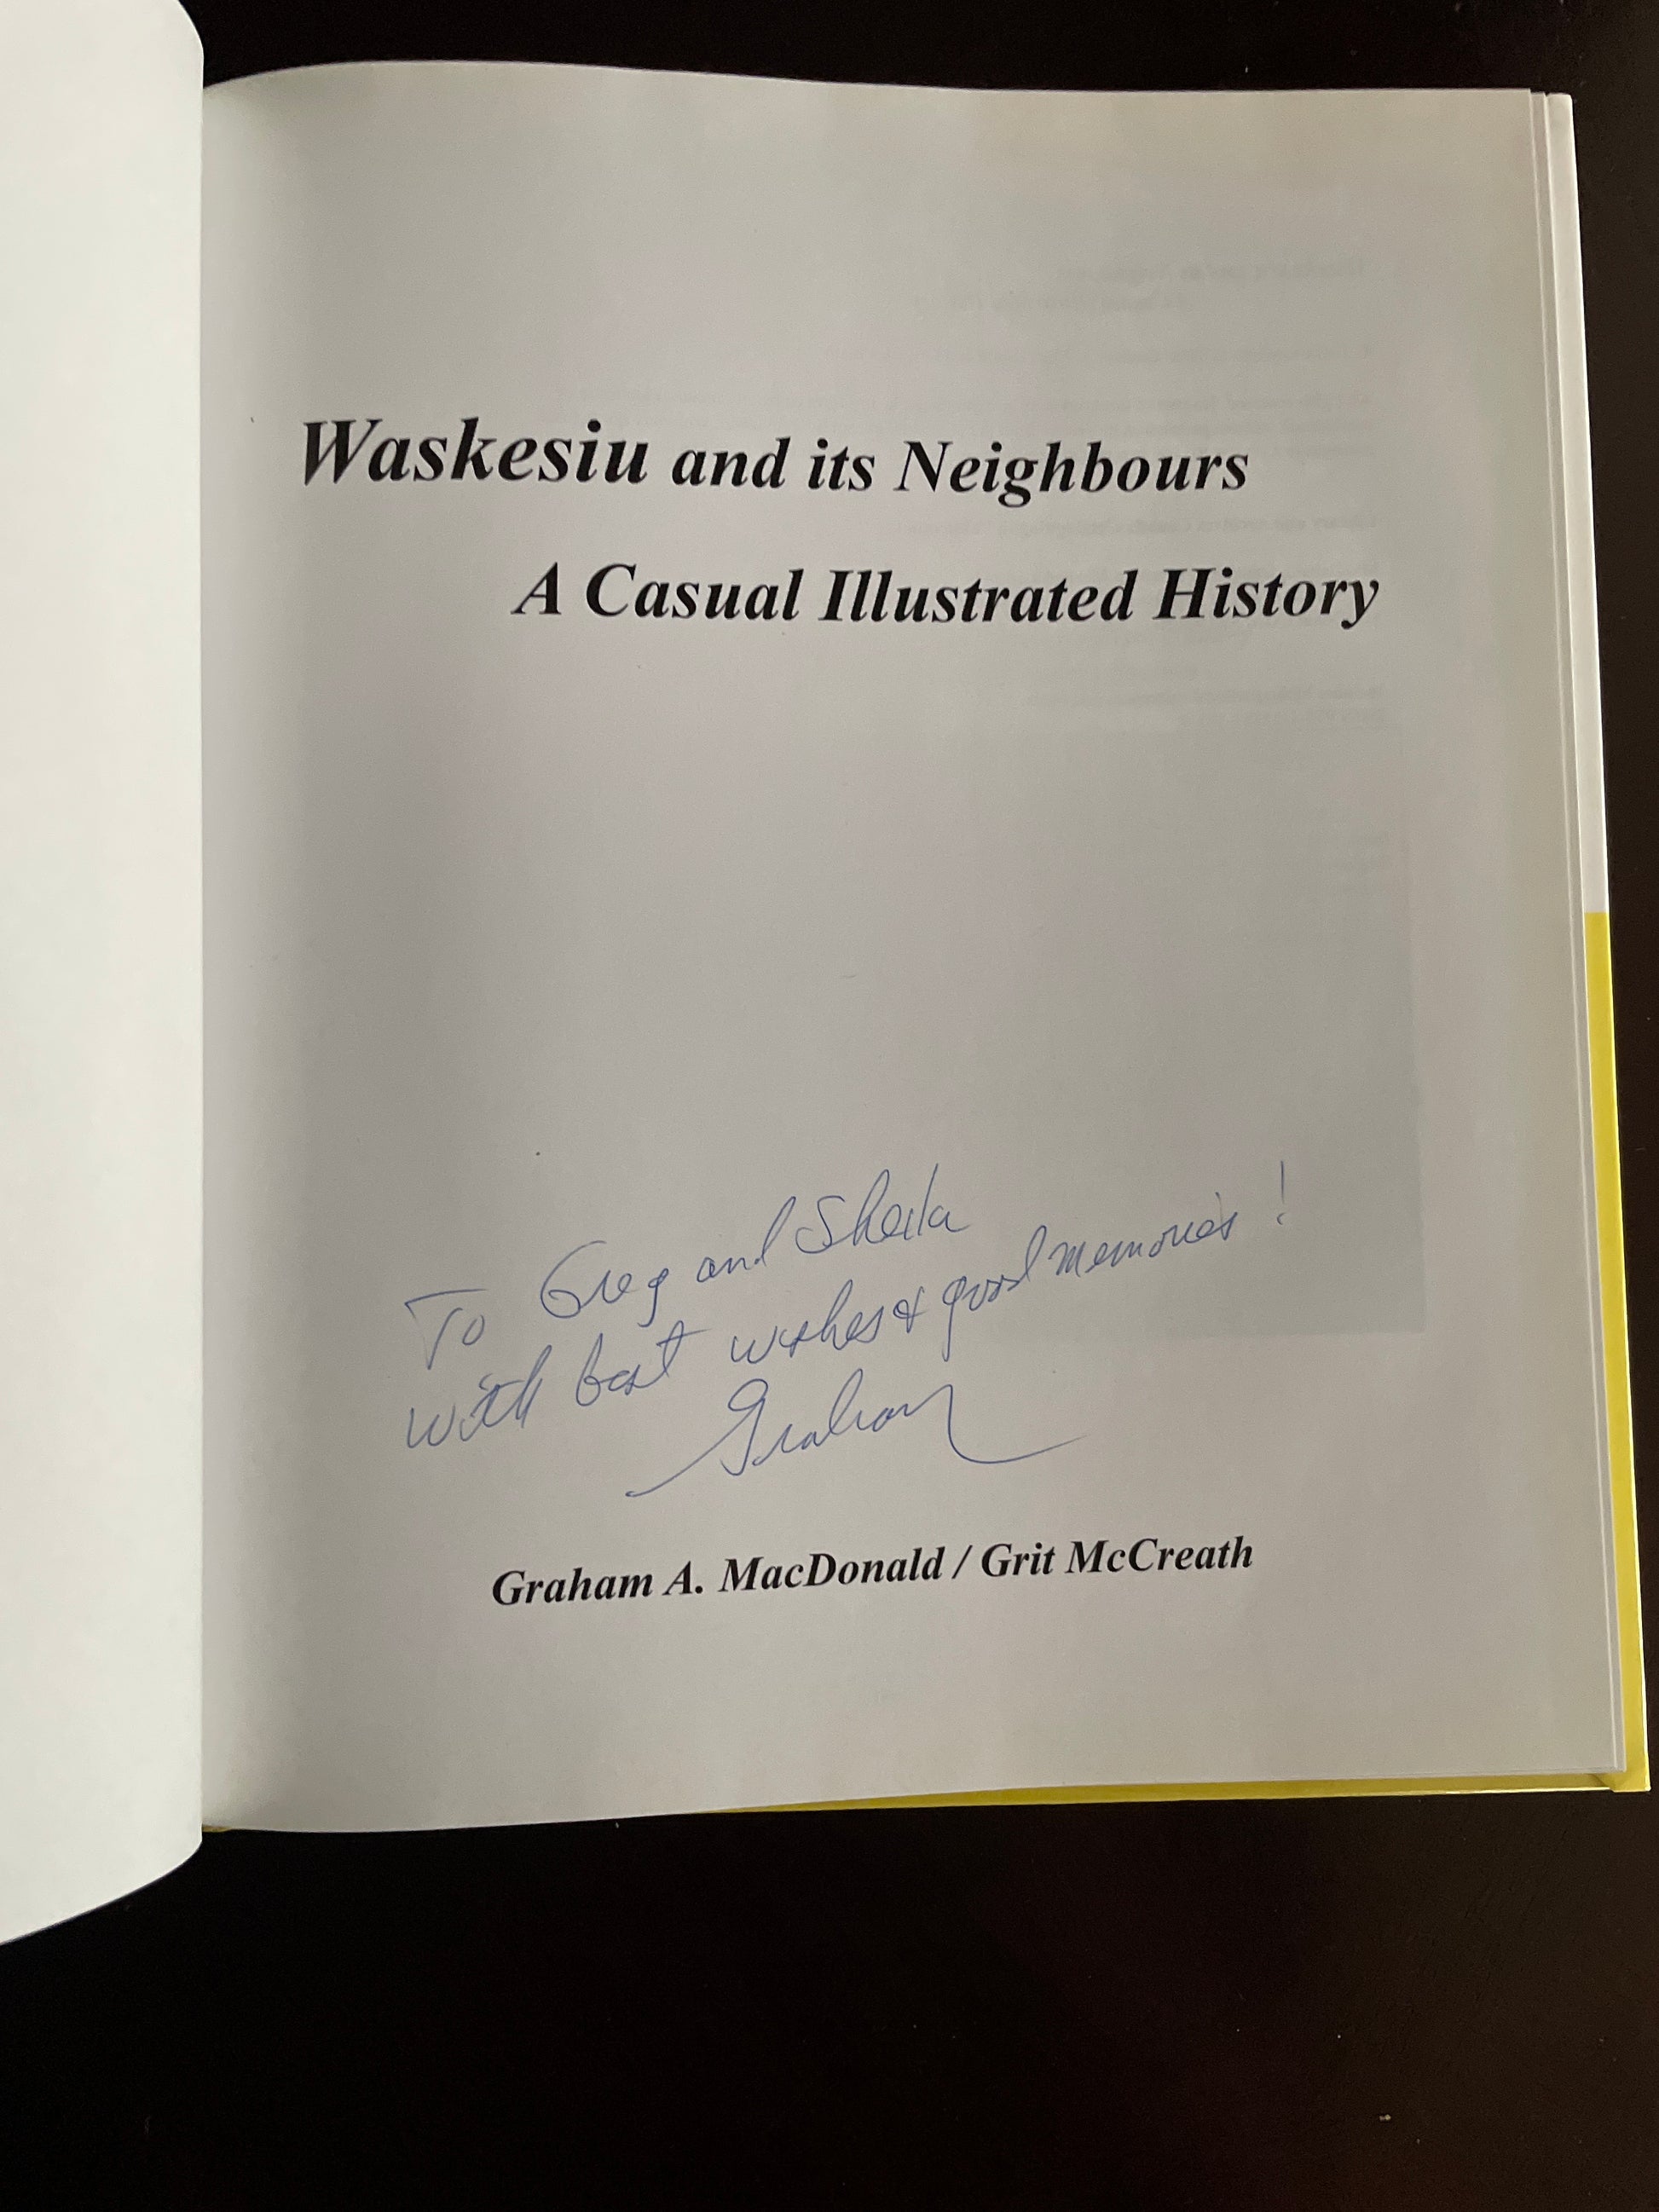 Waskesiu and its Neighbours
A Casual Illustrated History
To Greg and Sheila
with best wishes & good memories!
Graham
Graham A. MacDonald / Grit McCreath